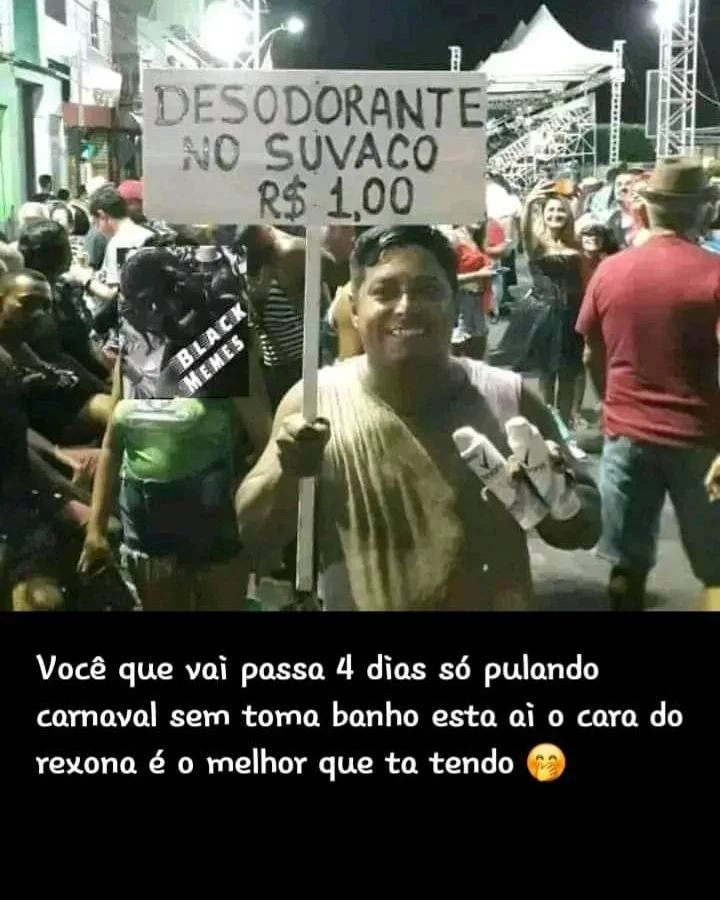 DESODORANTE
NO SUVACO
R$ 1,00
BLACK
MEMES
Você que vai passa 4 dias só pulando
carnaval sem toma banho esta ai o cara do
rexona é o melhor que ta tendo 🤭